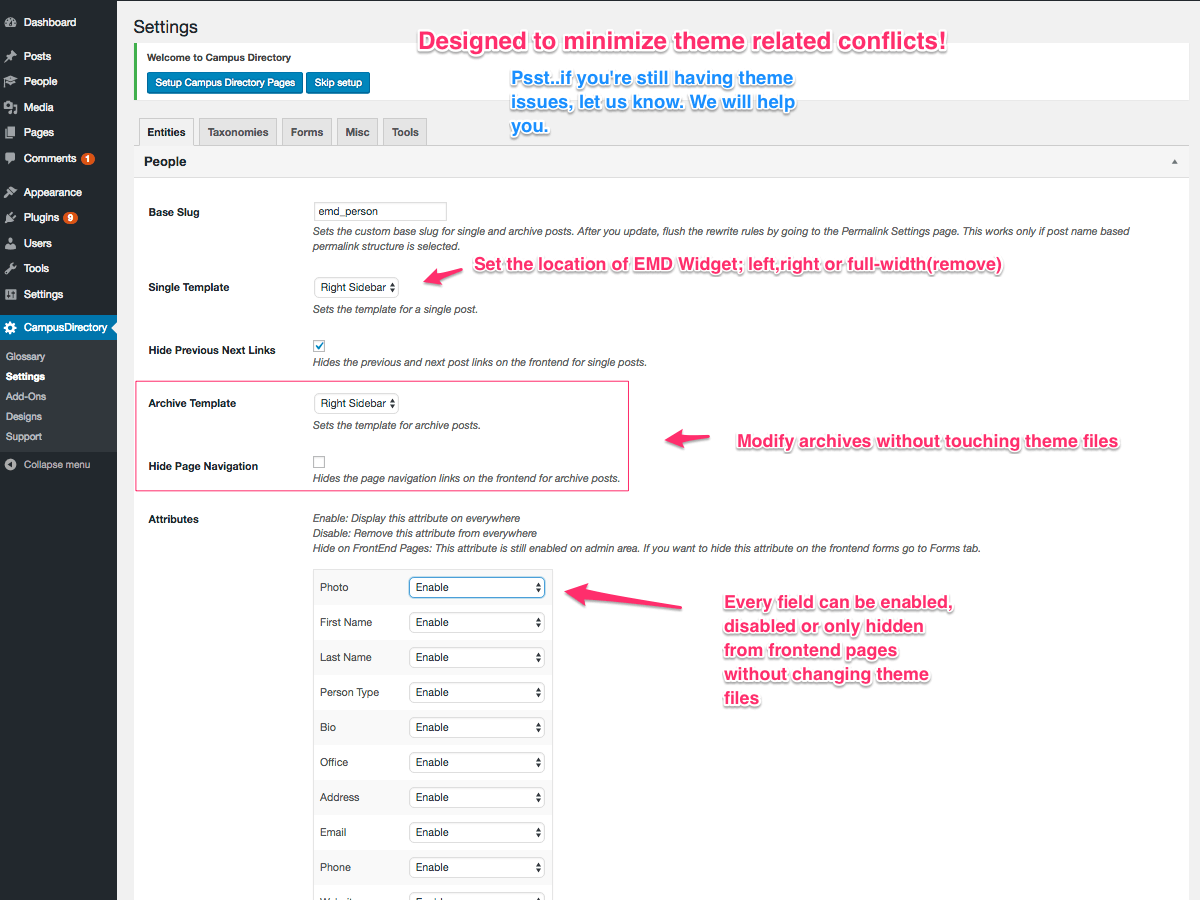 Dashboard
Posts
People
Media
Pages
Comments 1
Appearance
Plugins 9
Users
Tools
Settings
CampusDirectory
Glossary
Settings
Add-Ons
Designs
Support
Collapse menu
Settings
Designed to minimize theme related conflicts!
Welcome to Campus Directory
Setup Campus Directory Pages
Skip setup
Psst..if you're still having theme
issues, let us know. We will help
you.
Entities Taxonomies Forms Misc Tools
People
Base Slug
emd_person
Sets the custom base slug for single and archive posts. After you update, flush the rewrite rules by going to the Permalink Settings page. This works only if post name based
permalink structure is selected.
Set the location of EMD Widget; left,right or full-width(remove)
Single Template
Right Sidebar
Sets the template for a single post.
Hide Previous Next Links
Hides the previous and next post links on the frontend for single posts.
Archive Template
Right Sidebar
Sets the template for archive posts.
Modify archives without touching theme files
Hide Page Navigation
Hides the page navigation links on the frontend for archive posts.
Attributes
Enable: Display this attribute on everywhere
Disable: Remove this attribute from everywhere
Hide on FrontEnd Pages: This attribute is still enabled on admin area. If you want to hide this attribute on the frontend forms go to Forms tab.
Photo Enable
First Name Enable
Last Name Enable
Person Type Enable
Bio Enable
Office Enable
Address Enable
Email Enable
Phone Enable
Every field can be enabled,
disabled or only hidden
from frontend pages
without changing theme
files